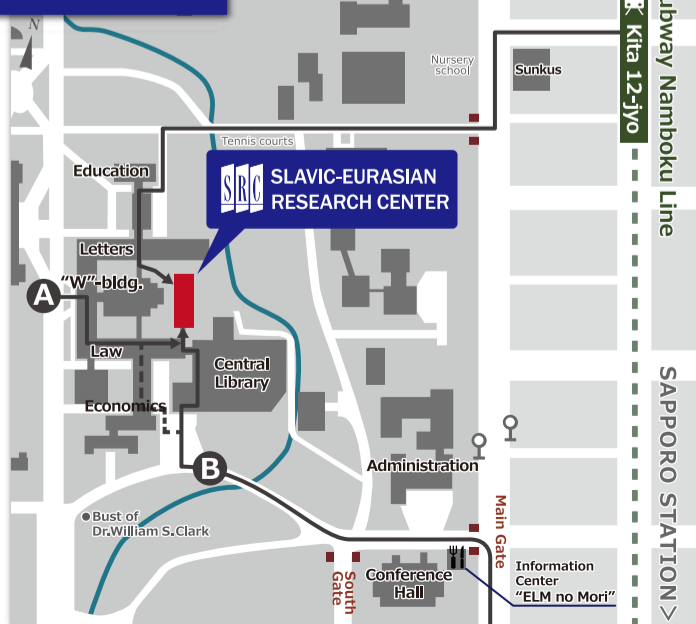 N
Nursery
school
Sunkus
Kita 12-jyo
ubway Namboku Line
Tennis courts
Education
SRC
SLAVIC-EURASIAN
RESEARCH CENTER
Letters
"W"-bldg.
A
Law
Central
Library
Economics
SAPPORO STATION>
B
Administration
Bust of
Dr.William S.Clark
Main Gate
South
Gate
Conference
Hall
Information
Center
"ELM no Mori"